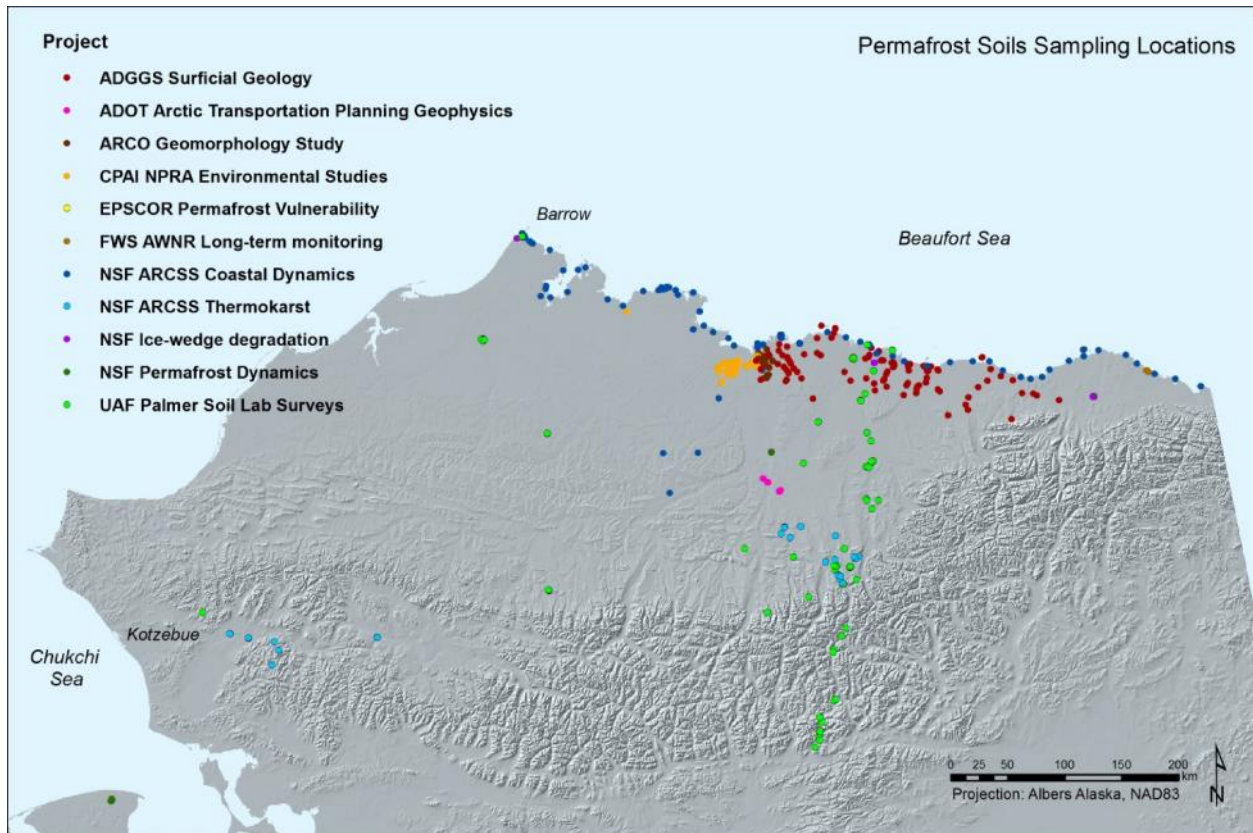 Project
Permafrost Soils Sampling Locations
ADGGS Surficial Geology
ADOT Arctic Transportation Planning Geophysics
ARCO Geomorphology Study
CPAI NPRA Environmental Studies
EPSCOR Permafrost Vulnerability
FWS AWNR Long-term monitoring
NSF ARCSS Coastal Dynamics
NSF ARCSS Thermokarst
NSF Ice-wedge degradation
NSF Permafrost Dynamics
UAF Palmer Soil Lab Surveys
Barrow
Beaufort Sea
Kotzebue
Chukchi
Sea
0 25 50 100 150 200
km
Projection: Albers Alaska, NAD83
N